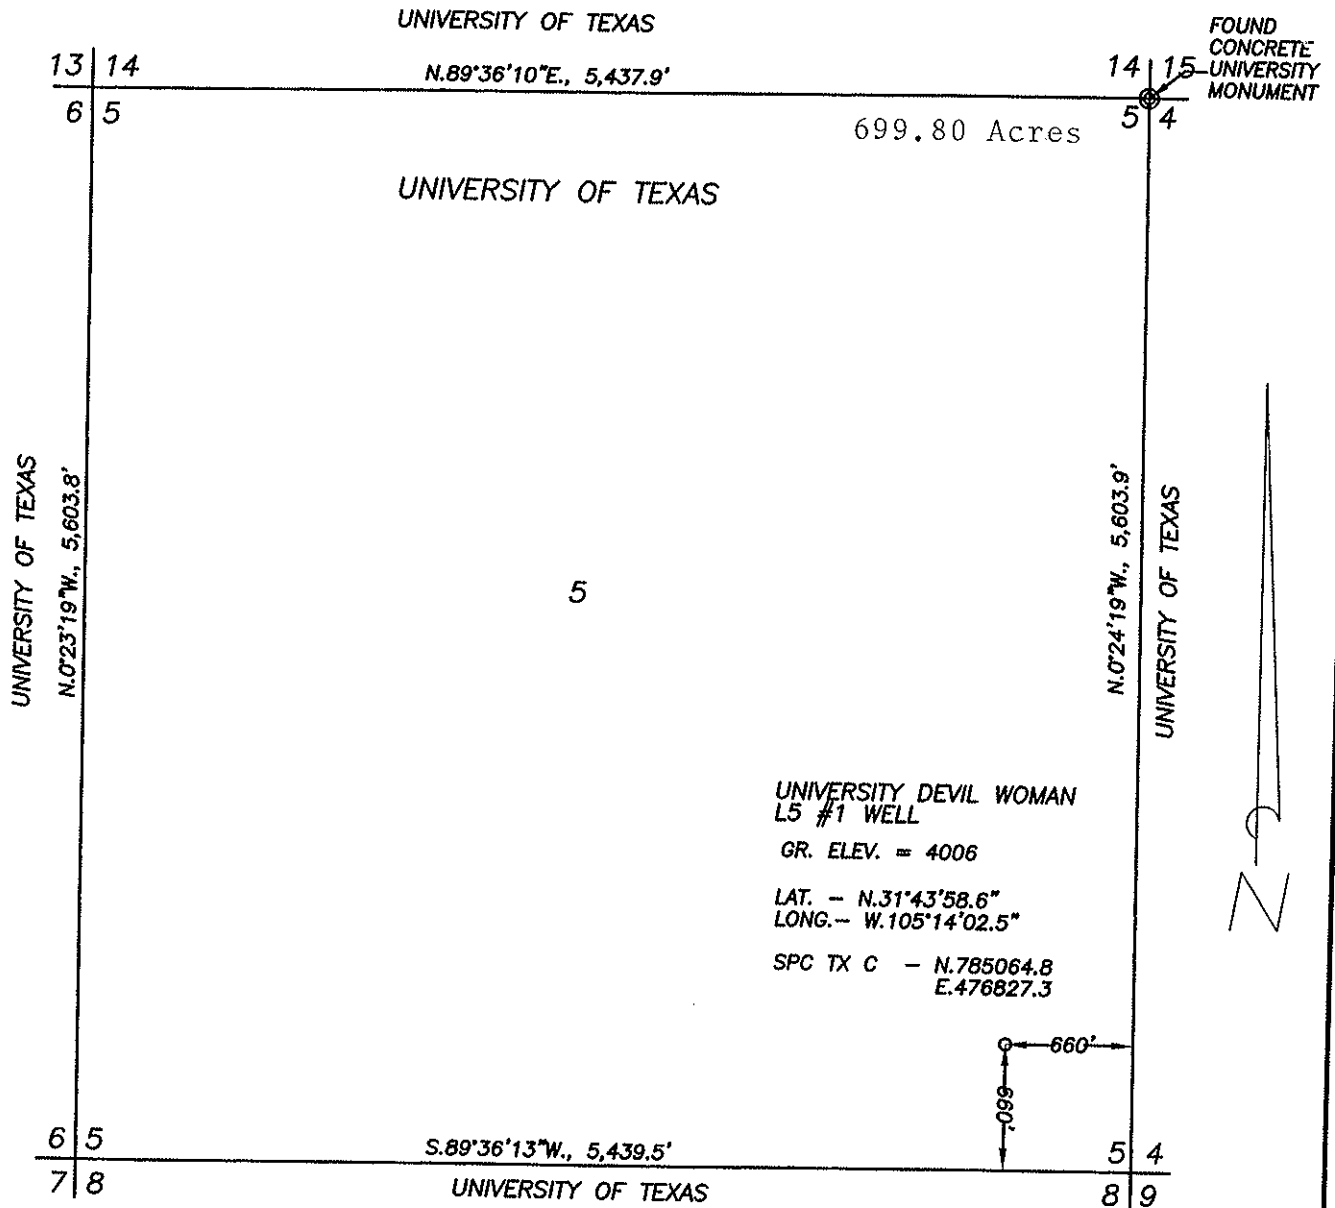 UNIVERSITY OF TEXAS
FOUND
CONCRETE
UNIVERSITY
MONUMENT
13 14
N.89°36'10"E., 5,437.9'
14 15
6 5
5 4
699.80 Acres
UNIVERSITY OF TEXAS
UNIVERSITY OF TEXAS
N.0°23'19"W., 5,603.8'
5
N.0°24'19"W., 5,603.9'
UNIVERSITY OF TEXAS
UNIVERSITY DEVIL WOMAN
L5 #1 WELL
GR. ELEV. = 4006
LAT. - N.31°43'58.6"
LONG.- W.105°14'02.5"
SPC TX C - N.785064.8
E.476827.3
N
660'
660'
6 5
S.89°36'13"W., 5,439.5'
5 4
7 8
UNIVERSITY OF TEXAS
8 9